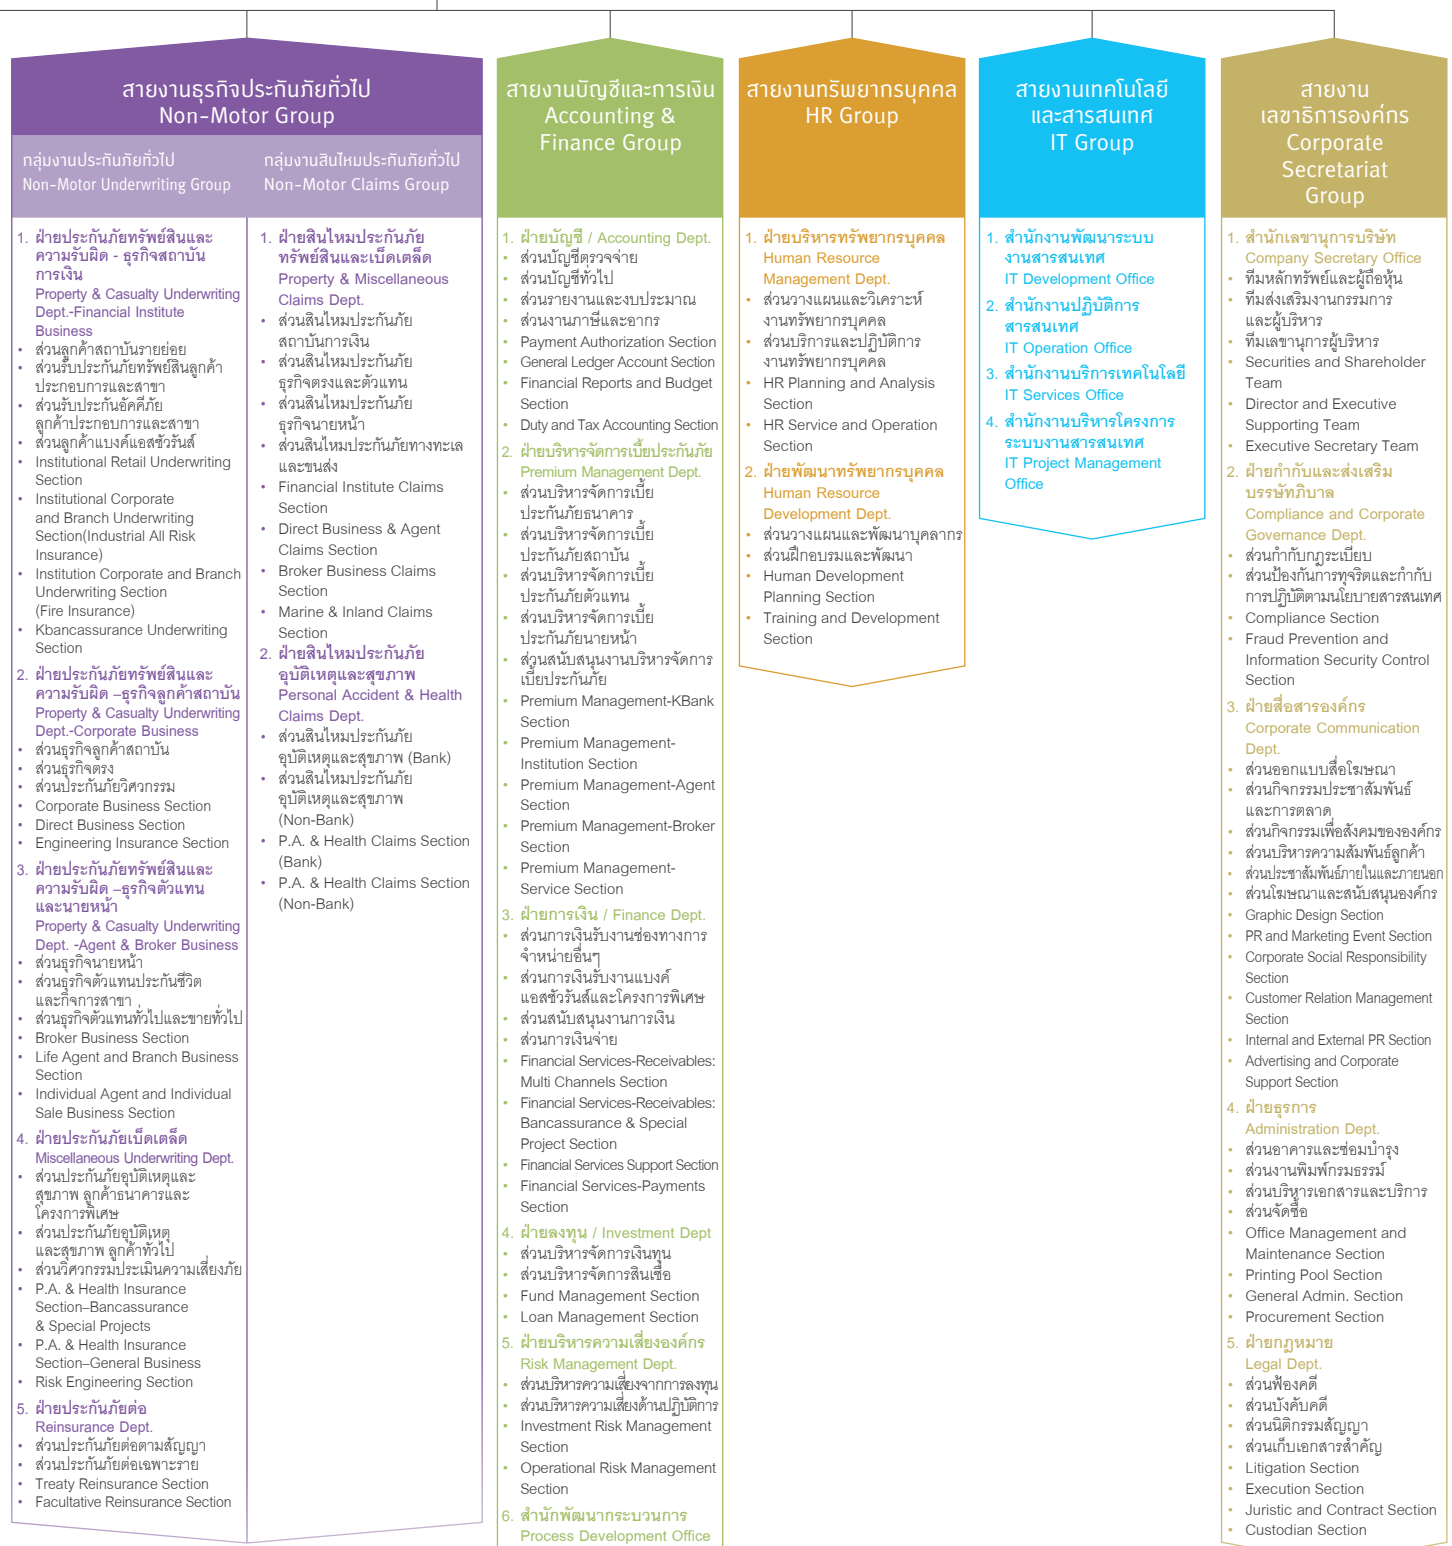 สายงานธุรกิจประกันภัยทั่วไป
Non-Motor Group
กลุ่มงานประกันภัยทั่วไป
Non-Motor Underwriting Group
1. ฝ่ายประกันภัยทรัพย์สินและ
ความรับผิด - ธุรกิจสถาบัน
การเงิน
Property & Casualty Underwriting
Dept.-Financial Institute
Business
• ส่วนลูกค้าสถาบันรายย่อย
• ส่วนรับประกันภัยทรัพย์สินลูกค้า
ประกอบการและสาขา
• ส่วนรับประกันอัคคีภัย
ลูกค้าประกอบการและสาขา
• ส่วนลูกค้าแบงค์แอสชัวรันส์
• Institutional Retail Underwriting
Section
• Institutional Corporate
and Branch Underwriting
Section(Industrial All Risk
Insurance)
• Institution Corporate and Branch
Underwriting Section
(Fire Insurance)
• Kbancassurance Underwriting
Section
2. ฝ่ายประกันภัยทรัพย์สินและ
ความรับผิด –ธุรกิจลูกค้าสถาบัน
Property & Casualty Underwriting
Dept.-Corporate Business
• ส่วนธุรกิจลูกค้าสถาบัน
• ส่วนธุรกิจตรง
• ส่วนประกันภัยวิศวกรรม
• Corporate Business Section
• Direct Business Section
• Engineering Insurance Section
3. ฝ่ายประกันภัยทรัพย์สินและ
ความรับผิด –ธุรกิจตัวแทน
และนายหน้า
Property & Casualty Underwriting
Dept. -Agent & Broker Business
• ส่วนธุรกิจนายหน้า
• ส่วนธุรกิจตัวแทนประกันชีวิต
และกิจการสาขา
• ส่วนธุรกิจตัวแทนทั่วไปและขายทั่วไป
• Broker Business Section
• Life Agent and Branch Business
Section
• Individual Agent and Individual
Sale Business Section
4. ฝ่ายประกันภัยเบ็ดเตล็ด
Miscellaneous Underwriting Dept.
• ส่วนประกันภัยอุบัติเหตุและ
สุขภาพ ลูกค้าธนาคารและ
โครงการพิเศษ
• ส่วนประกันภัยอุบัติเหตุ
และสุขภาพ ลูกค้าทั่วไป
• ส่วนวิศวกรรมประเมินความเสี่ยงภัย
• P.A. & Health Insurance
Section–Bancassurance
& Special Projects
• P.A. & Health Insurance
Section–General Business
• Risk Engineering Section
5. ฝ่ายประกันภัยต่อ
Reinsurance Dept.
• ส่วนประกันภัยต่อตามสัญญา
• ส่วนประกันภัยต่อเฉพาะราย
• Treaty Reinsurance Section
• Facultative Reinsurance Section
กลุ่มงานสินไหมประกันภัยทั่วไป
Non-Motor Claims Group
1. ฝ่ายสินไหมประกันภัย
ทรัพย์สินและเบ็ดเตล็ด
Property & Miscellaneous
Claims Dept.
• ส่วนสินไหมประกันภัย
สถาบันการเงิน
• ส่วนสินไหมประกันภัย
ธุรกิจตรงและตัวแทน
• ส่วนสินไหมประกันภัย
ธุรกิจนายหน้า
• ส่วนสินไหมประกันภัยทางทะเล
และขนส่ง
• Financial Institute Claims
Section
• Direct Business & Agent
Claims Section
• Broker Business Claims
Section
• Marine & Inland Claims
Section
2. ฝ่ายสินไหมประกันภัย
อุบัติเหตุและสุขภาพ
Personal Accident & Health
Claims Dept.
• ส่วนสินไหมประกันภัย
อุบัติเหตุและสุขภาพ (Bank)
• ส่วนสินไหมประกันภัย
อุบัติเหตุและสุขภาพ
(Non-Bank)
• P.A. & Health Claims Section
(Bank)
• P.A. & Health Claims Section
(Non-Bank)
สายงานบัญชีและการเงิน
Accounting &
Finance Group
1. ฝ่ายบัญชี / Accounting Dept.
• ส่วนบัญชีตรวจจ่าย
• ส่วนบัญชีทั่วไป
• ส่วนรายงานและงบประมาณ
• ส่วนงานภาษีและอากร
• Payment Authorization Section
• General Ledger Account Section
• Financial Reports and Budget
Section
• Duty and Tax Accounting Section
2. ฝ่ายบริหารจัดการเบี้ยประกันภัย
Premium Management Dept.
• ส่วนบริหารจัดการเบี้ย
ประกันภัยธนาคาร
• ส่วนบริหารจัดการเบี้ย
ประกันภัยสถาบัน
• ส่วนบริหารจัดการเบี้ย
ประกันภัยตัวแทน
• ส่วนบริหารจัดการเบี้ย
ประกันภัยนายหน้า
• ส่วนสนับสนุนงานบริหารจัดการ
เบี้ยประกันภัย
• Premium Management-KBank
Section
• Premium Management-
Institution Section
• Premium Management-Agent
Section
• Premium Management-Broker
Section
• Premium Management-
Service Section
3. ฝ่ายการเงิน / Finance Dept.
• ส่วนการเงินรับงานช่องทางการ
จำหน่ายอื่นๆ
• ส่วนการเงินรับงานแบงค์
แอสชัวรันส์และโครงการพิเศษ
• ส่วนสนับสนุนงานการเงิน
• ส่วนการเงินจ่าย
• Financial Services-Receivables:
Multi Channels Section
• Financial Services-Receivables:
Bancassurance & Special
Project Section
• Financial Services Support Section
• Financial Services-Payments
Section
4. ฝ่ายลงทุน / Investment Dept
• ส่วนบริหารจัดการเงินทุน
• ส่วนบริหารจัดการสินเชื่อ
• Fund Management Section
• Loan Management Section
5. ฝ่ายบริหารความเสี่ยงองค์กร
Risk Management Dept.
• ส่วนบริหารความเสี่ยงจากการลงทุน
• ส่วนบริหารความเสี่ยงด้านปฏิบัติการ
• Investment Risk Management
Section
• Operational Risk Management
Section
6. สำนักพัฒนากระบวนการ
Process Development Office
สายงานทรัพยากรบุคคล
HR Group
1. ฝ่ายบริหารทรัพยากรบุคคล
Human Resource
Management Dept.
• ส่วนวางแผนและวิเคราะห์
งานทรัพยากรบุคคล
• ส่วนบริการและปฏิบัติการ
งานทรัพยากรบุคคล
• HR Planning and Analysis
Section
• HR Service and Operation
Section
2. ฝ่ายพัฒนาทรัพยากรบุคคล
Human Resource
Development Dept.
• ส่วนวางแผนและพัฒนาบุคลากร
• ส่วนฝึกอบรมและพัฒนา
• Human Development
Planning Section
• Training and Development
Section
สายงานเทคโนโลยี
และสารสนเทศ
IT Group
1. สำนักงานพัฒนาระบบ
งานสารสนเทศ
IT Development Office
2. สำนักงานปฏิบัติการ
สารสนเทศ
IT Operation Office
3. สำนักงานบริการเทคโนโลยี
IT Services Office
4. สำนักงานบริหารโครงการ
ระบบงานสารสนเทศ
IT Project Management
Office
สายงาน
เลขาธิการองค์กร
Corporate
Secretariat
Group
1. สำนักเลขานุการบริษัท
Company Secretary Office
• ทีมหลักทรัพย์และผู้ถือหุ้น
• ทีมส่งเสริมงานกรรมการ
และผู้บริหาร
• ทีมเลขานุการผู้บริหาร
• Securities and Shareholder
Team
• Director and Executive
Supporting Team
• Executive Secretary Team
2. ฝ่ายกำกับและส่งเสริม
บรรษัทภิบาล
Compliance and Corporate
Governance Dept.
• ส่วนกำกับกฎระเบียบ
• ส่วนป้องกันการทุจริตและกำกับ
การปฏิบัติตามนโยบายสารสนเทศ
• Compliance Section
• Fraud Prevention and
Information Security Control
Section
3. ฝ่ายสื่อสารองค์กร
Corporate Communication
Dept.
• ส่วนออกแบบสื่อโฆษณา
• ส่วนกิจกรรมประชาสัมพันธ์
และการตลาด
• ส่วนกิจกรรมเพื่อสังคมขององค์กร
• ส่วนบริหารความสัมพันธ์ลูกค้า
• ส่วนประชาสัมพันธ์ภายในและภายนอก
• ส่วนโฆษณาและสนับสนุนองค์กร
• Graphic Design Section
• PR and Marketing Event Section
• Corporate Social Responsibility
Section
• Customer Relation Management
Section
• Internal and External PR Section
• Advertising and Corporate
Support Section
4. ฝ่ายธุรการ
Administration Dept.
• ส่วนอาคารและซ่อมบำรุง
• ส่วนงานพิมพ์กรมธรรม์
• ส่วนบริหารเอกสารและบริการ
• ส่วนจัดซื้อ
• Office Management and
Maintenance Section
• Printing Pool Section
• General Admin. Section
• Procurement Section
5. ฝ่ายกฎหมาย
Legal Dept.
• ส่วนฟ้องคดี
• ส่วนบังคับคดี
• ส่วนนิติกรรมสัญญา
• ส่วนเก็บเอกสารสำคัญ
• Litigation Section
• Execution Section
• Juristic and Contract Section
• Custodian Section